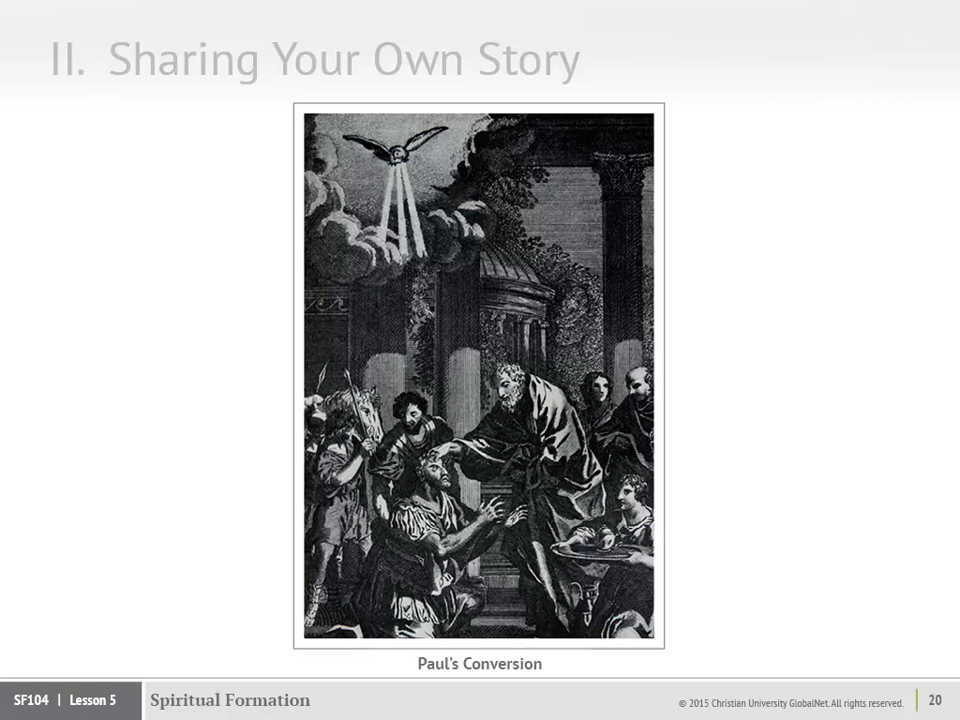 II. Sharing Your Own Story
Paul's Conversion
SF104 | Lesson 5
Spiritual Formation
© 2015 Christian University GlobalNet. All rights reserved.
20